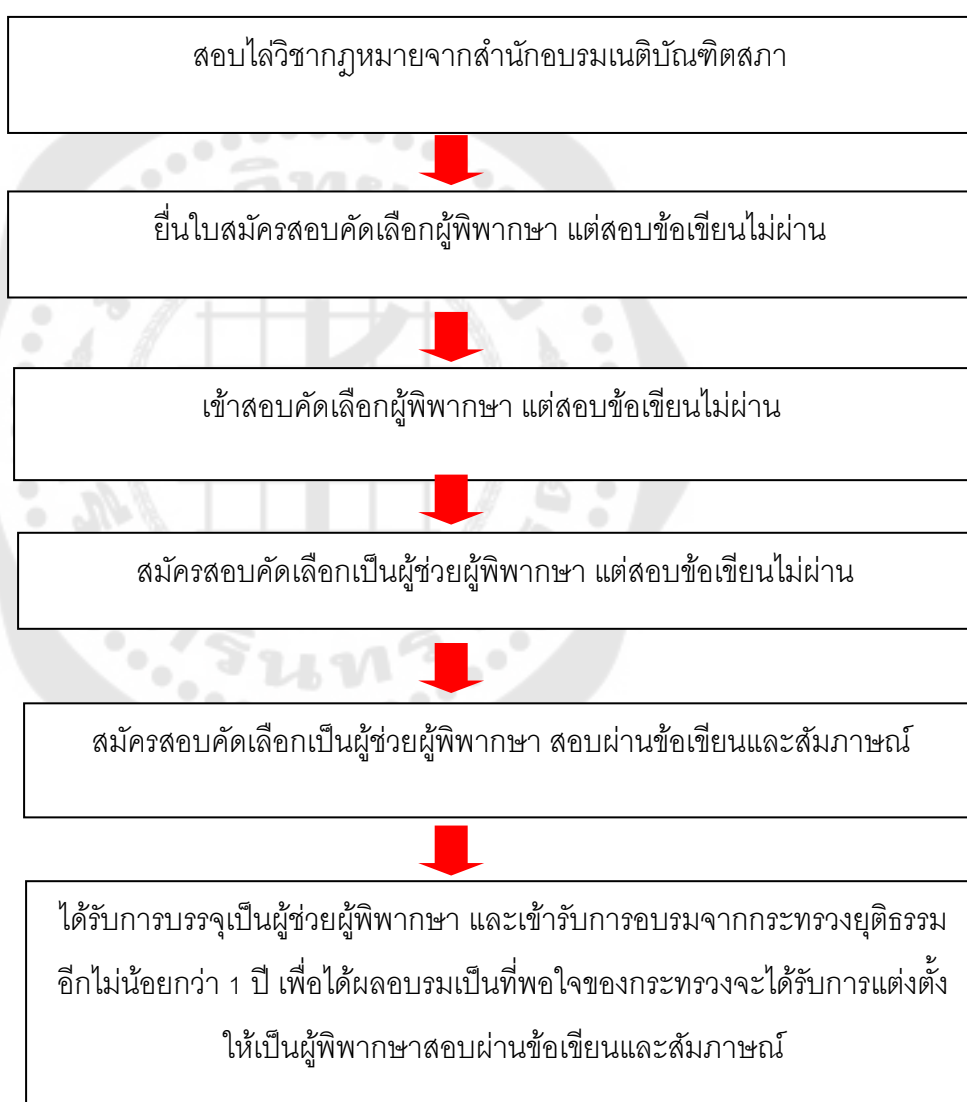 สอบไล่วิชากฎหมายจากสำนักอบรมเนติบัณฑิตสภา
ยื่นใบสมัครสอบคัดเลือกผู้พิพากษา แต่สอบข้อเขียนไม่ผ่าน
เข้าสอบคัดเลือกผู้พิพากษา แต่สอบข้อเขียนไม่ผ่าน
สมัครสอบคัดเลือกเป็นผู้ช่วยผู้พิพากษา แต่สอบข้อเขียนไม่ผ่าน
สมัครสอบคัดเลือกเป็นผู้ช่วยผู้พิพากษา สอบผ่านข้อเขียนและสัมภาษณ์
ได้รับการบรรจุเป็นผู้ช่วยผู้พิพากษา และเข้ารับการอบรมจากกระทรวงยุติธรรม
อีกไม่น้อยกว่า 1 ปี เพื่อได้ผลอบรมเป็นที่พอใจของกระทรวงจะได้รับการแต่งตั้ง
ให้เป็นผู้พิพากษาสอบผ่านข้อเขียนและสัมภาษณ์